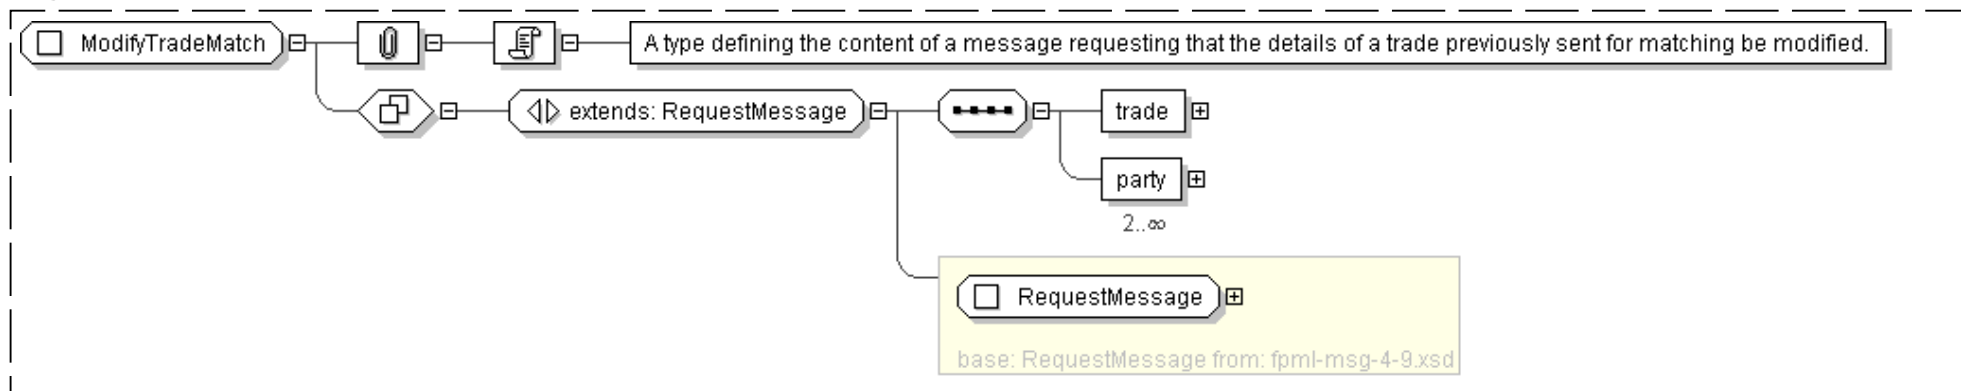 ModifyTradeMatch
A type defining the content of a message requesting that the details of a trade previously sent for matching be modified.
extends: RequestMessage
trade
party
2..∞
RequestMessage
base: RequestMessage from: fpml-msg-4-9.xsd